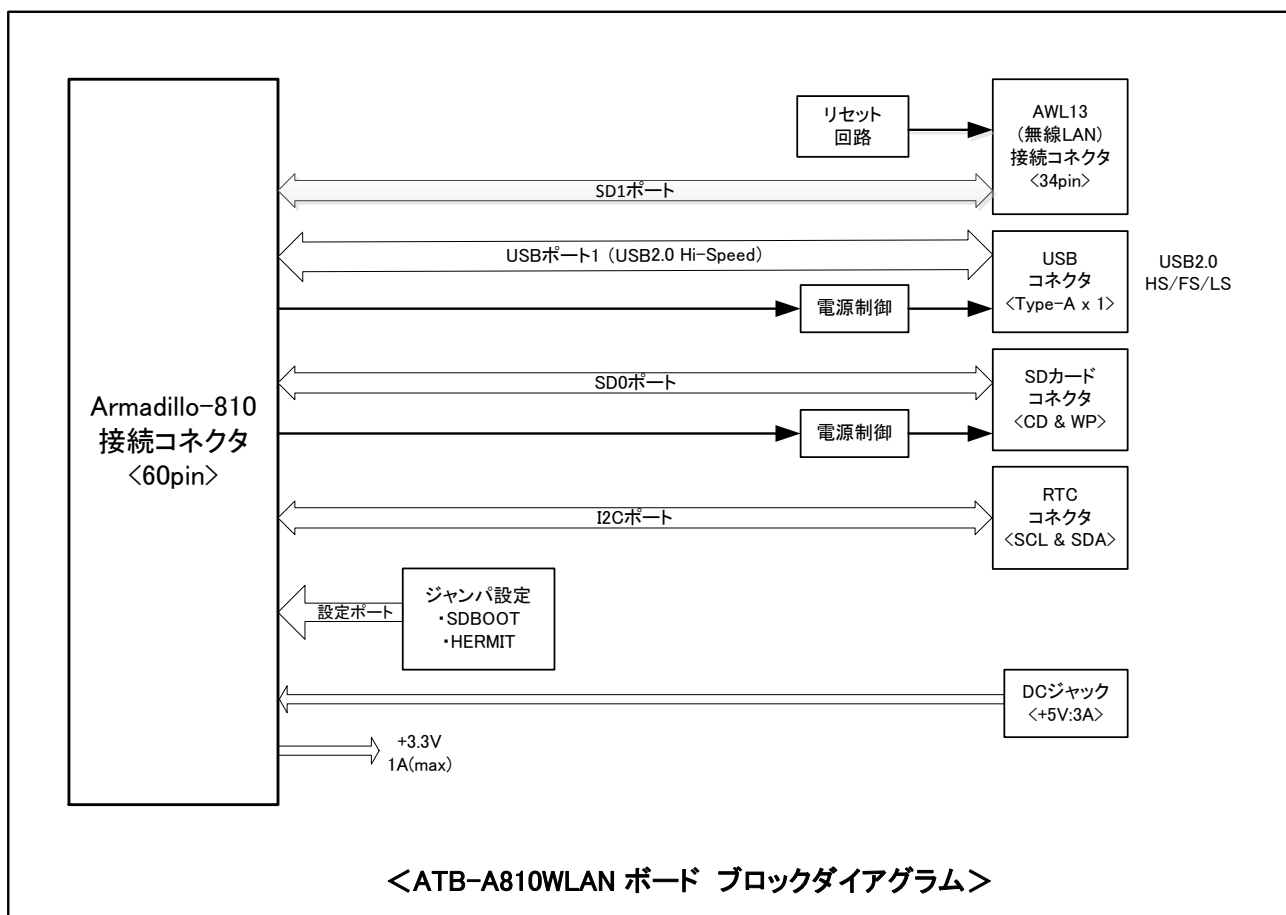 リセット
回路
AWL13
(無線LAN)
接続コネクタ
<34pin>
SD1ポート
USBポート1 (USB2.0 Hi-Speed)
USB
コネクタ
<Type-A x 1>
USB2.0
HS/FS/LS
電源制御
SD0ポート
SDカード
コネクタ
<CD & WP>
電源制御
Armadillo-810
接続コネクタ
<60pin>
I2Cポート
RTC
コネクタ
<SCL & SDA>
設定ポート
ジャンパ設定
・SDBOOT
・HERMIT
DCジャック
<+5V:3A>
+3.3V
1A(max)
<ATB-A810WLAN ボード ブロックダイアグラム>